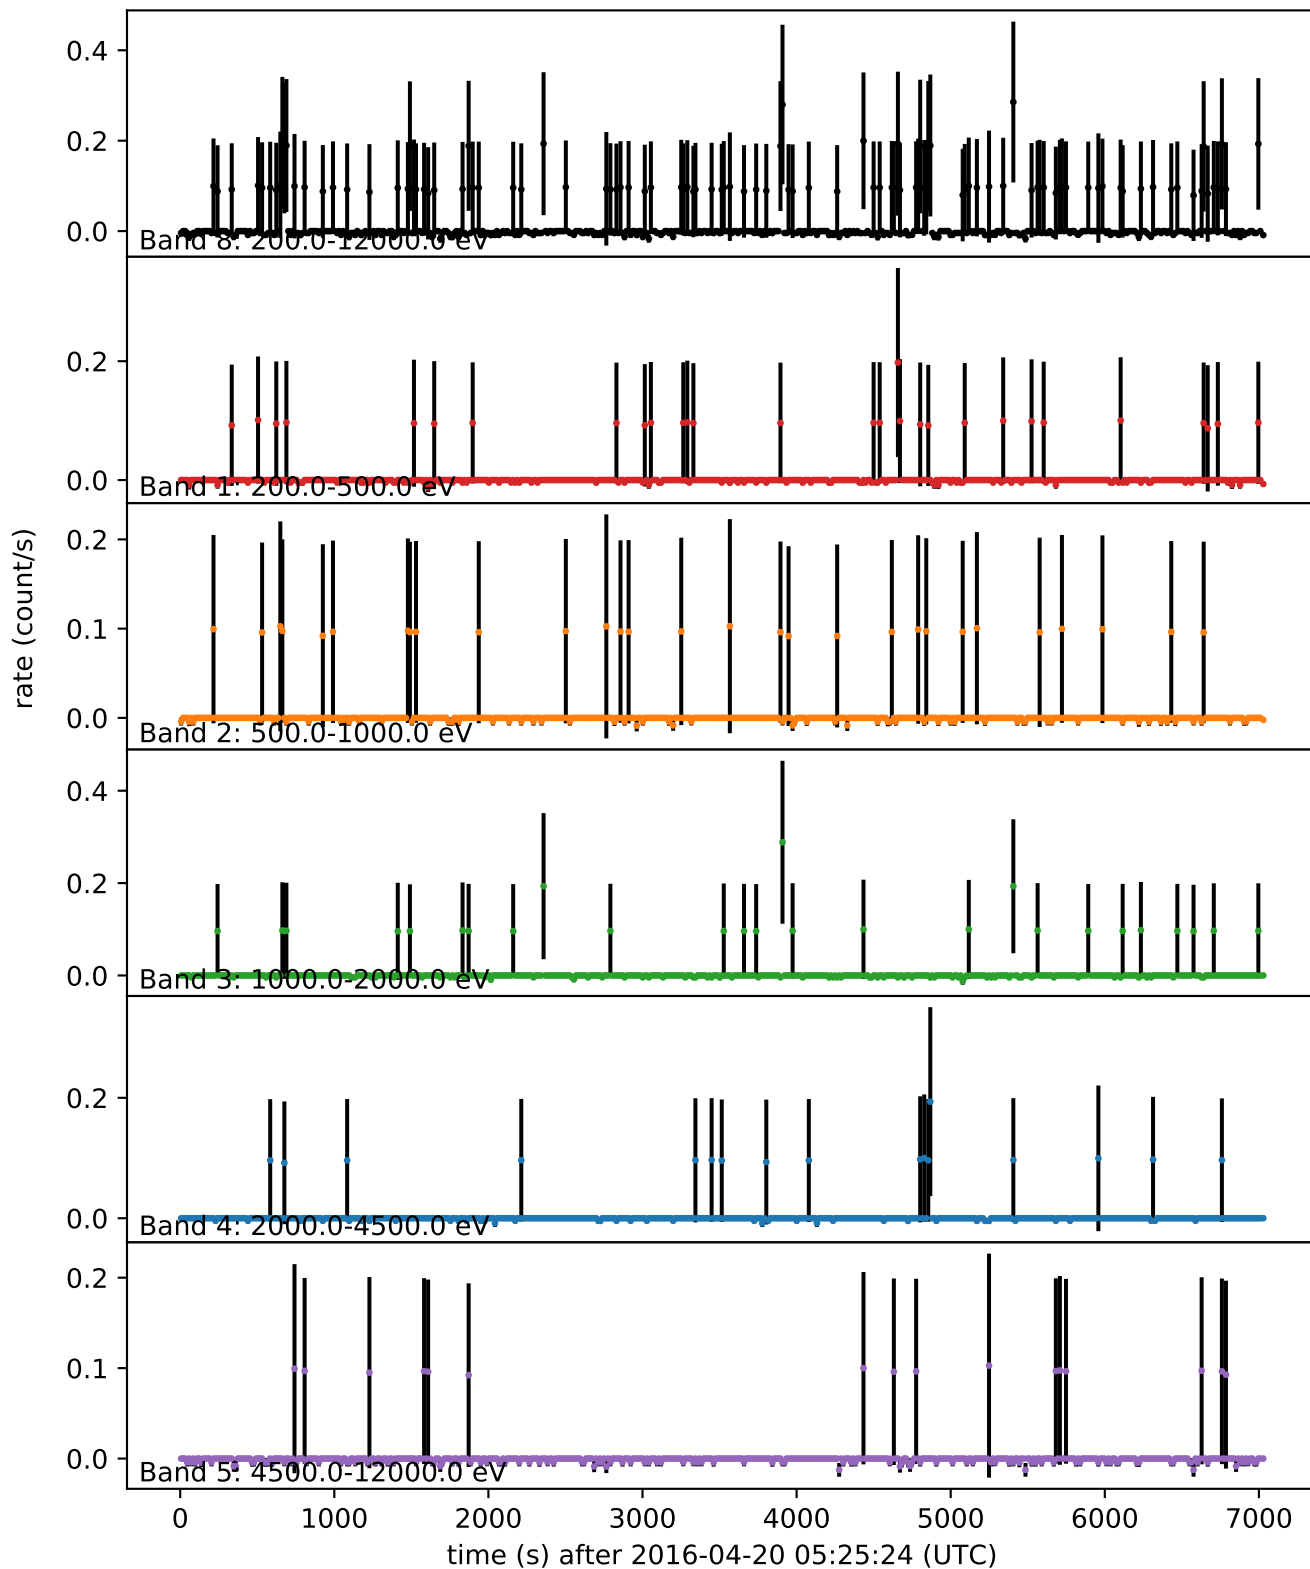 0.4
0.2
0.0
Band 8: 200.0-12000.0 eV
0.2
0.0
Band 1: 200.0-500.0 eV
rate (count/s)
0.2
0.1
0.0
Band 2: 500.0-1000.0 eV
0.4
0.2
0.0
Band 3: 1000.0-2000.0 eV
0.2
0.0
Band 4: 2000.0-4500.0 eV
0.2
0.1
0.0
Band 5: 4500.0-12000.0 eV
0 1000 2000 3000 4000 5000 6000 7000
time (s) after 2016-04-20 05:25:24 (UTC)